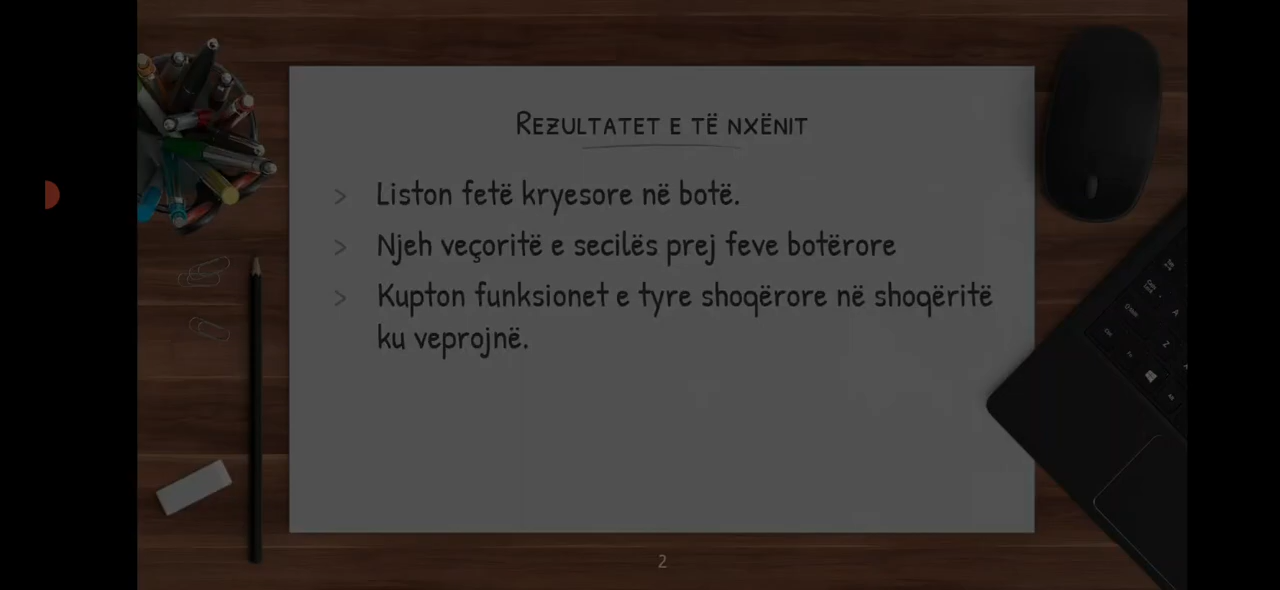 Rezultatet e të nxënit
> Liston fetë kryesore në botë.
> Njeh veçoritë e secilës prej feve botërore
> Kupton funksionet e tyre shoqërore në shoqëritë
ku veprojnë.
2